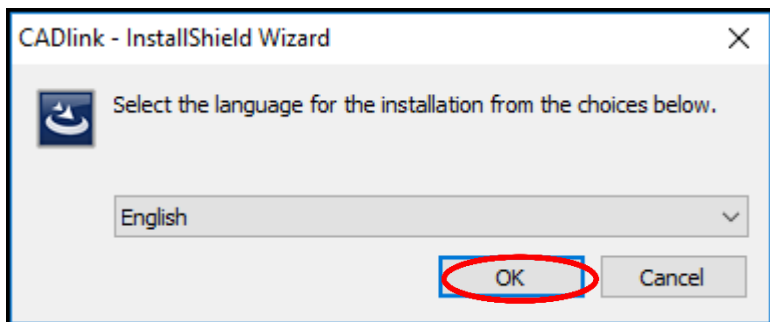 CADlink - InstallShield Wizard
Select the language for the installation from the choices below.
English
OK
Cancel